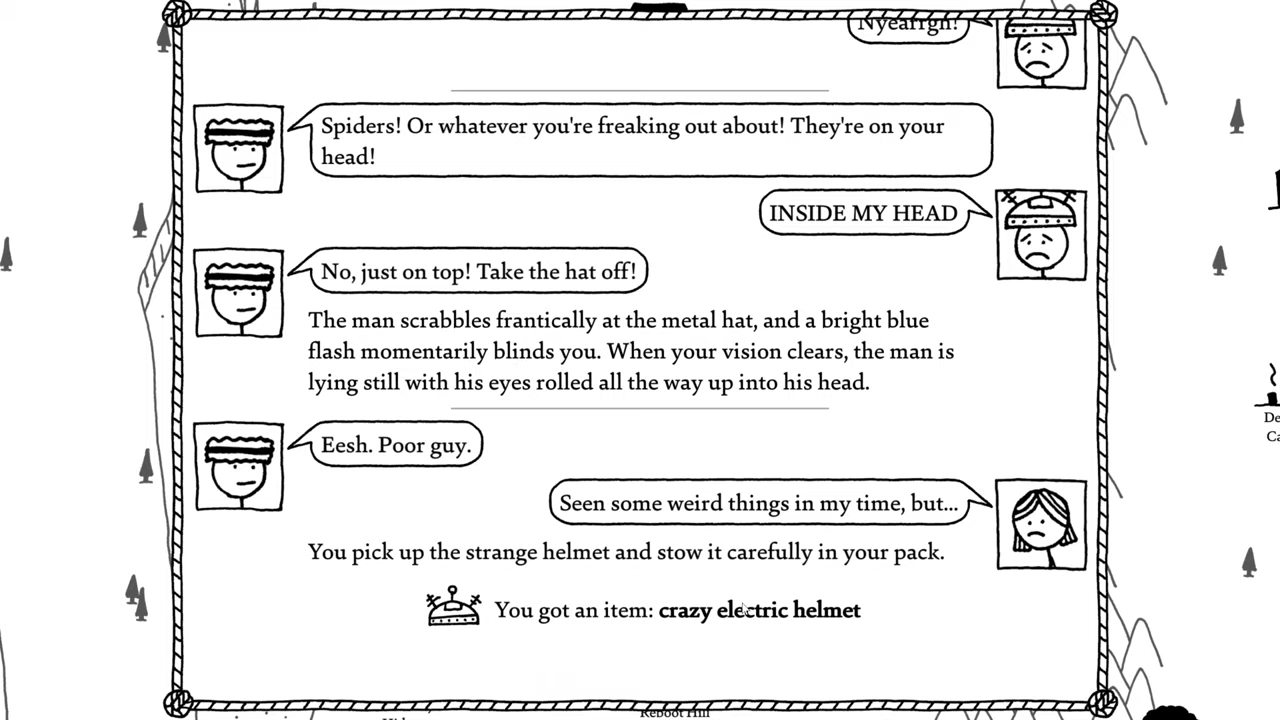 Nyearrgh!
Spiders! Or whatever you're freaking out about! They're on your
head!
INSIDE MY HEAD
No, just on top! Take the hat off!
The man scrabbles frantically at the metal hat, and a bright blue
flash momentarily blinds you. When your vision clears, the man is
lying still with his eyes rolled all the way up into his head.
Eesh. Poor guy.
Seen some weird things in my time, but...
You pick up the strange helmet and stow it carefully in your pack.
You got an item: crazy electric helmet
De
Ca
Reboot Hill